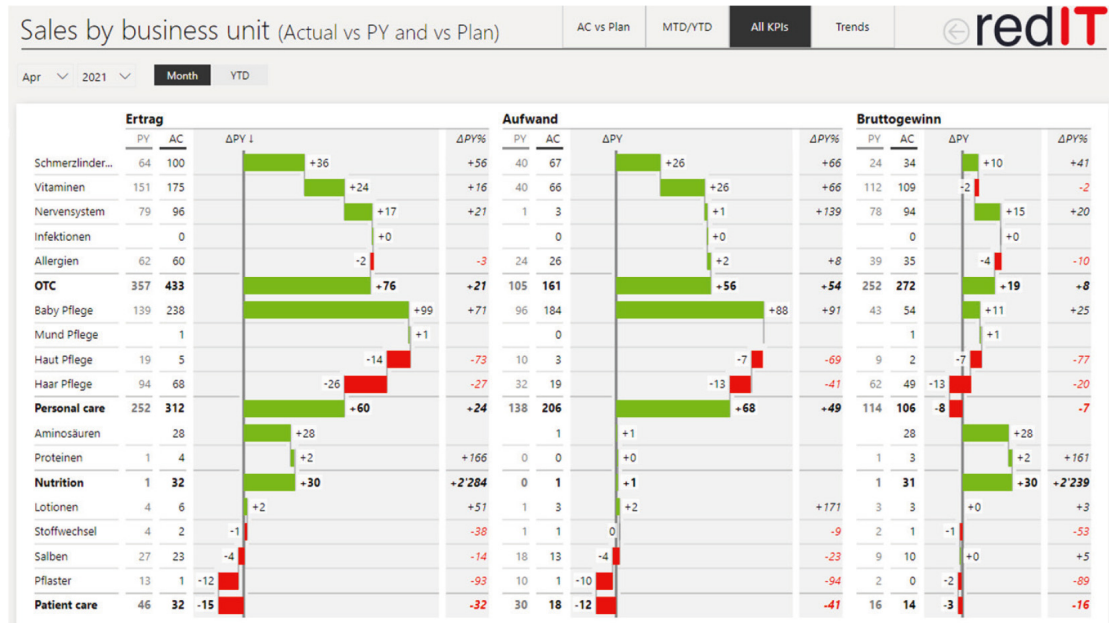 Sales by business unit (Actual vs PY and vs Plan) AC vs Plan MTD/YTD All KPIs Trends redIT
Apr 2021 Month YTD
Ertrag Aufwand Bruttogewinn
PY AC ΔPY ↓ ΔPY% PY AC ΔPY ΔPY% PY AC ΔPY ΔPY%
Schmerzlinder... 64 100 +36 +56 40 67 +26 +66 24 34 +10 +41
Vitaminen 151 175 +24 +16 40 66 +26 +66 112 109 -2 -2
Nervensystem 79 96 +17 +21 1 3 +1 +139 78 94 +15 +20
Infektionen 0 +0 0 +0 0 +0
Allergien 62 60 -2 -3 24 26 +2 +8 39 35 -4 -10
OTC 357 433 +76 +21 105 161 +56 +54 252 272 +19 +8
Baby Pflege 139 238 +99 +71 96 184 +88 +91 43 54 +11 +25
Mund Pflege 1 +1 0 1 +1
Haut Pflege 19 5 -14 -73 10 3 -7 -69 9 2 -7 -77
Haar Pflege 94 68 -26 -27 32 19 -13 -41 62 49 -13 -20
Personal care 252 312 +60 +24 138 206 +68 +49 114 106 -8 -7
Aminosäuren 28 +28 1 +1 28 +28
Proteinen 1 4 +2 +166 0 0 +0 1 3 +2 +161
Nutrition 1 32 +30 +2'284 0 1 +1 1 31 +30 +2'239
Lotionen 4 6 +2 +51 1 3 +2 +171 3 3 +0 +3
Stoffwechsel 4 2 -1 -38 1 1 0 -9 2 1 -1 -53
Salben 27 23 -4 -14 18 13 -4 -23 9 10 +0 +5
Pflaster 13 1 -12 -93 10 1 -10 -94 2 0 -2 -89
Patient care 46 32 -15 -32 30 18 -12 -41 16 14 -3 -16